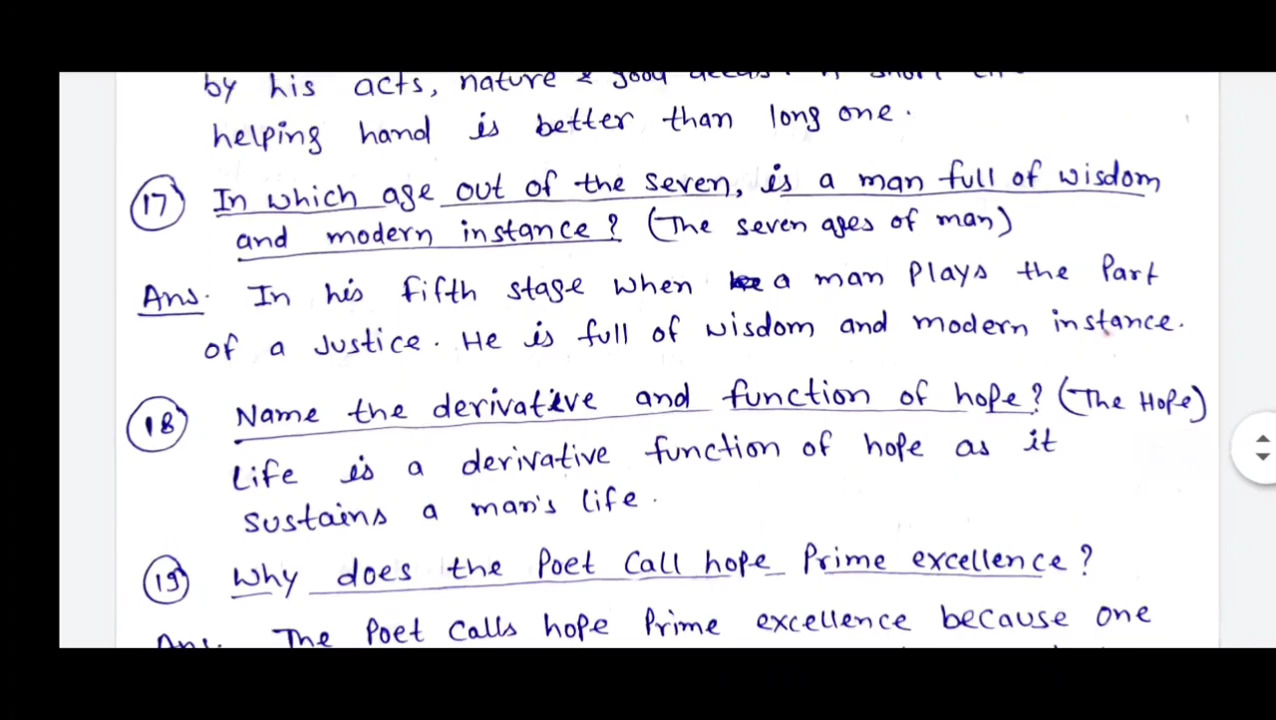 by his acts, nature & good deeds. A short
helping hand is better than long one.
17 In which age out of the seven, is a man full of wisdom
and modern instance? (The seven ages of man)
Ans. In his fifth stage when a man plays the Part
of a Justice. He is full of wisdom and modern instance.
18 Name the derivative and function of hope? (The Hope)
Life is a derivative function of hope as it
sustains a man's life.
19 Why does the Poet Call hope Prime excellence?
Ans. The Poet Calls hope Prime excellence because one